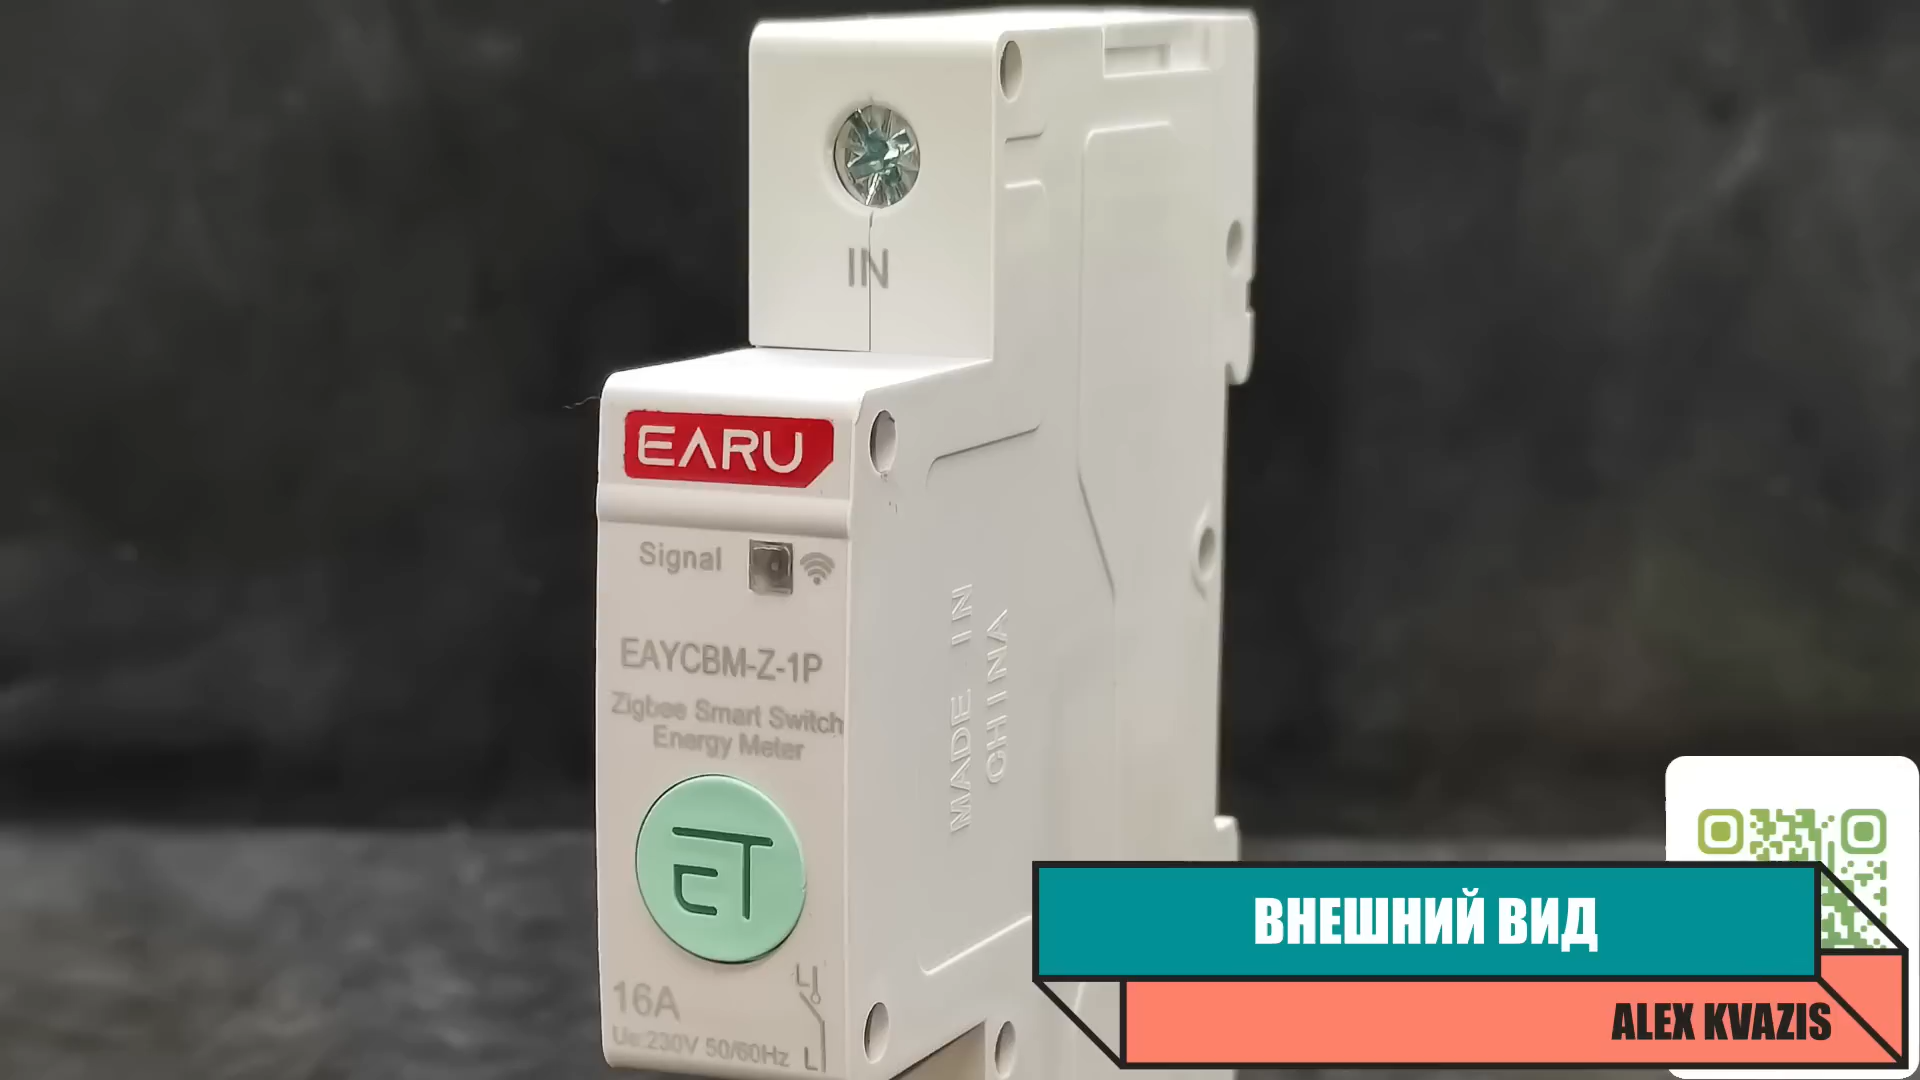 IN
EARU
Signal
EAYCBM-Z-1P
Zigbee Smart Switch
Energy Meter
ET
16A
Ue:230V 50/60Hz
L
L
MADE IN
CHINA
ВНЕШНИЙ ВИД
ALEX KVAZIS